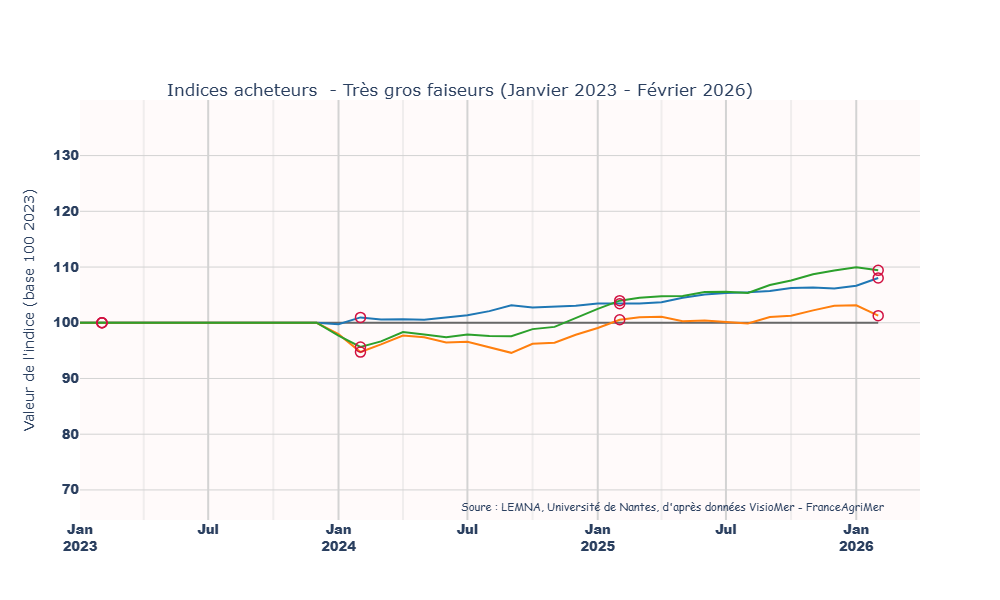 Indices acheteurs  - Très gros faiseurs (Janvier 2023 - Février 2026)
Valeur de l'indice (base 100 2023)
130
120
110
100
90
80
70
Soure : LEMNA, Université de Nantes, d'après données VisioMer - FranceAgriMer
Jan Jul Jan Jul Jan Jul Jan
2023 2024 2025 2026